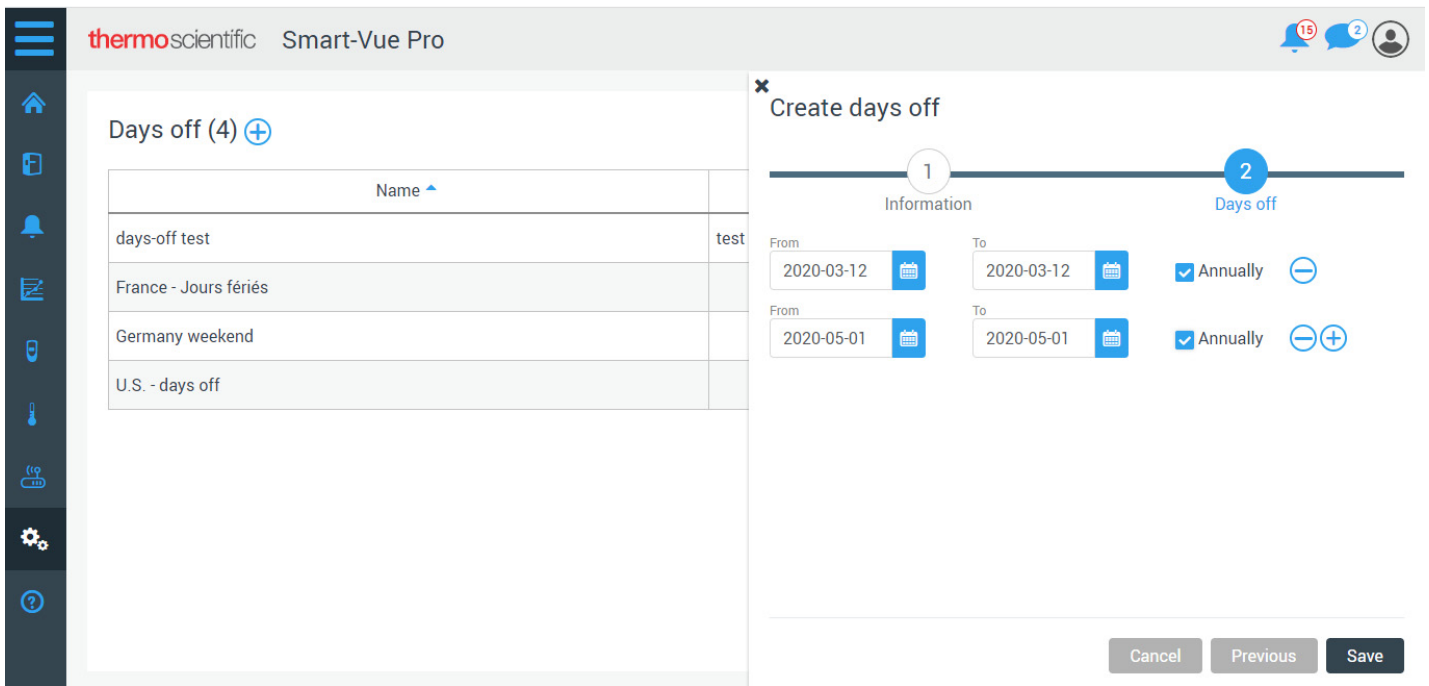 thermoscientific Smart-Vue Pro
15
2
Days off (4)
Name
days-off test
test
France - Jours fériés
Germany weekend
U.S. - days off
Create days off
1
2
Information
Days off
From
To
2020-03-12
2020-03-12
Annually
From
To
2020-05-01
2020-05-01
Annually
Cancel
Previous
Save